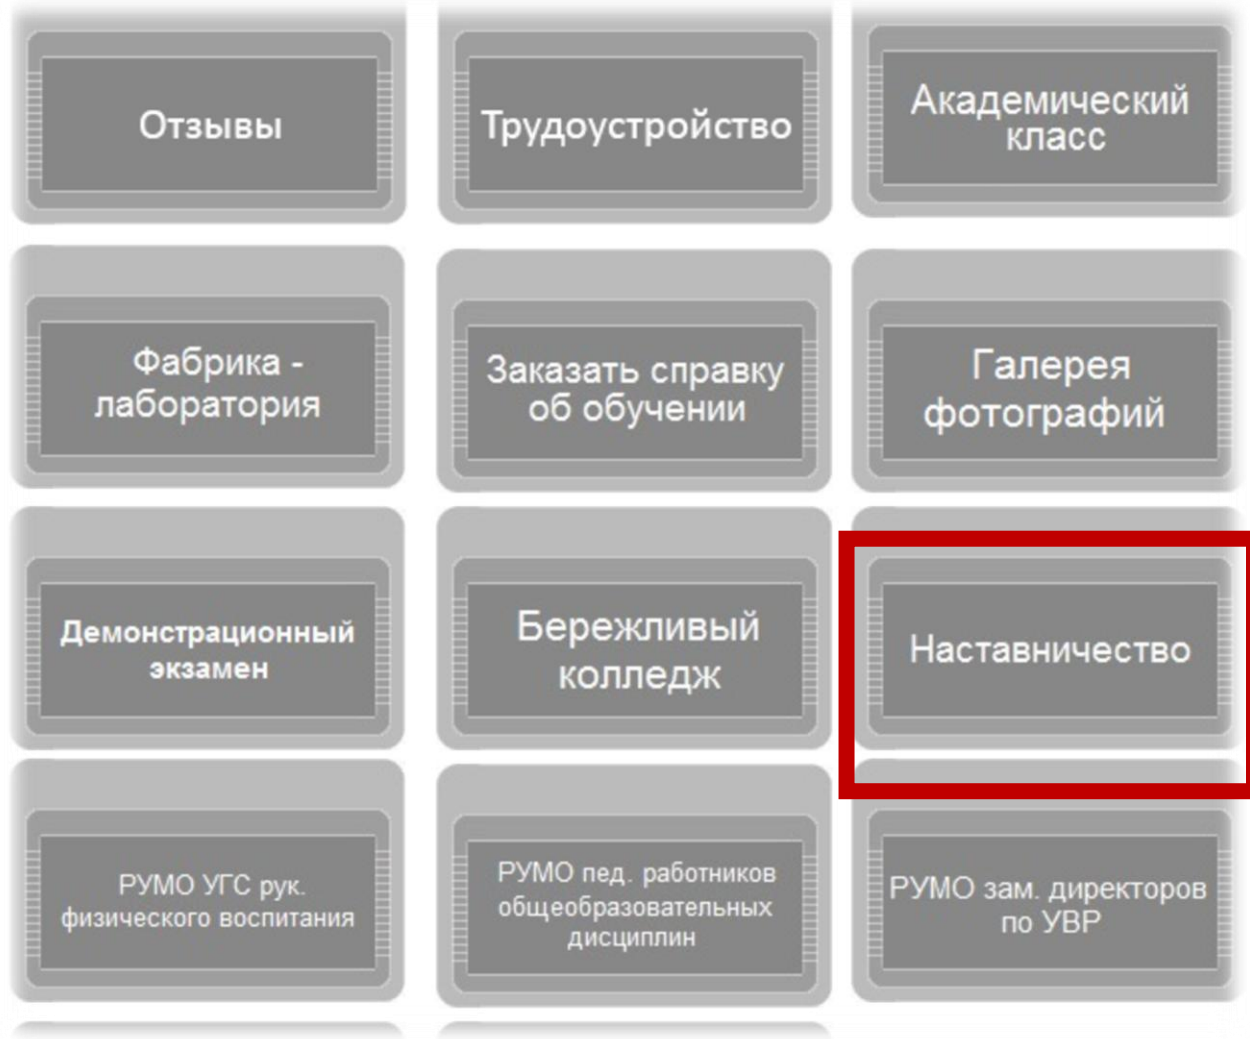 Отзывы
Трудоустройство
Академический
класс
Фабрика -
лаборатория
Заказать справку
об обучении
Галерея
фотографий
Демонстрационный
экзамен
Бережливый
колледж
Наставничество
РУМО УГС рук.
физического воспитания
РУМО пед. работников
общеобразовательных
дисциплин
РУМО зам. директоров
по УВР